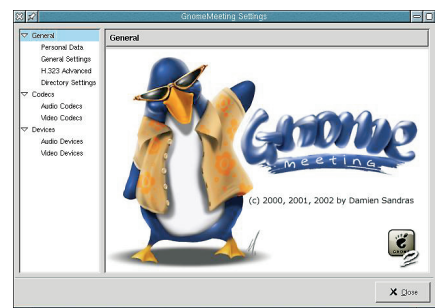 GnomeMeeting Settings
General
Personal Data
General Settings
H.323 Advanced
Directory Settings
Codecs
Audio Codecs
Video Codecs
Devices
Audio Devices
Video Devices
General
Gnome
meeting
(c) 2000, 2001, 2002 by Damien Sandras
2
Close